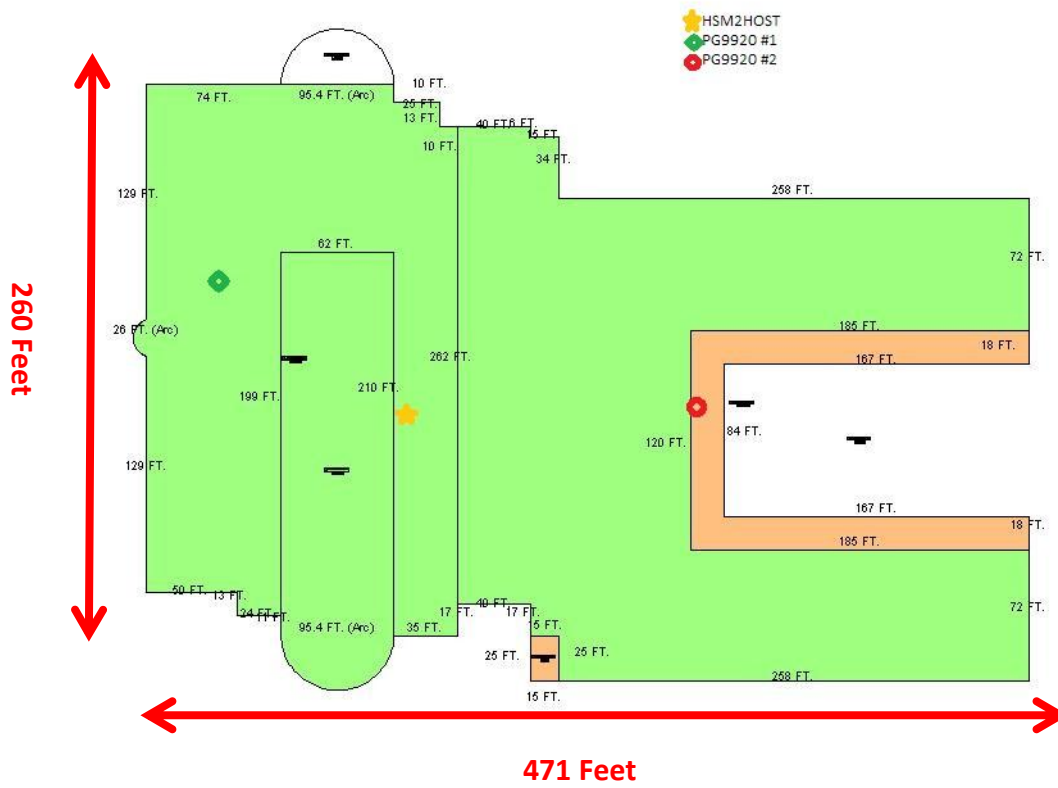 HSM2HOST
PG9920 #1
PG9920 #2
10 FT.
74 FT.
95.4 FT. (Arc)
25 FT.
13 FT.
40 FT.
6 FT.
15 FT.
10 FT.
34 FT.
129 FT.
258 FT.
62 FT.
72 FT.
260 Feet
26 FT. (Arc)
185 FT.
18 FT.
262 FT.
167 FT.
199 FT.
210 FT.
120 FT.
84 FT.
129 FT.
167 FT.
18 FT.
185 FT.
50 FT.
13 FT.
24 FT.
11 FT.
95.4 FT. (Arc)
35 FT.
17 FT.
40 FT.
17 FT.
15 FT.
72 FT.
25 FT.
25 FT.
258 FT.
15 FT.
471 Feet